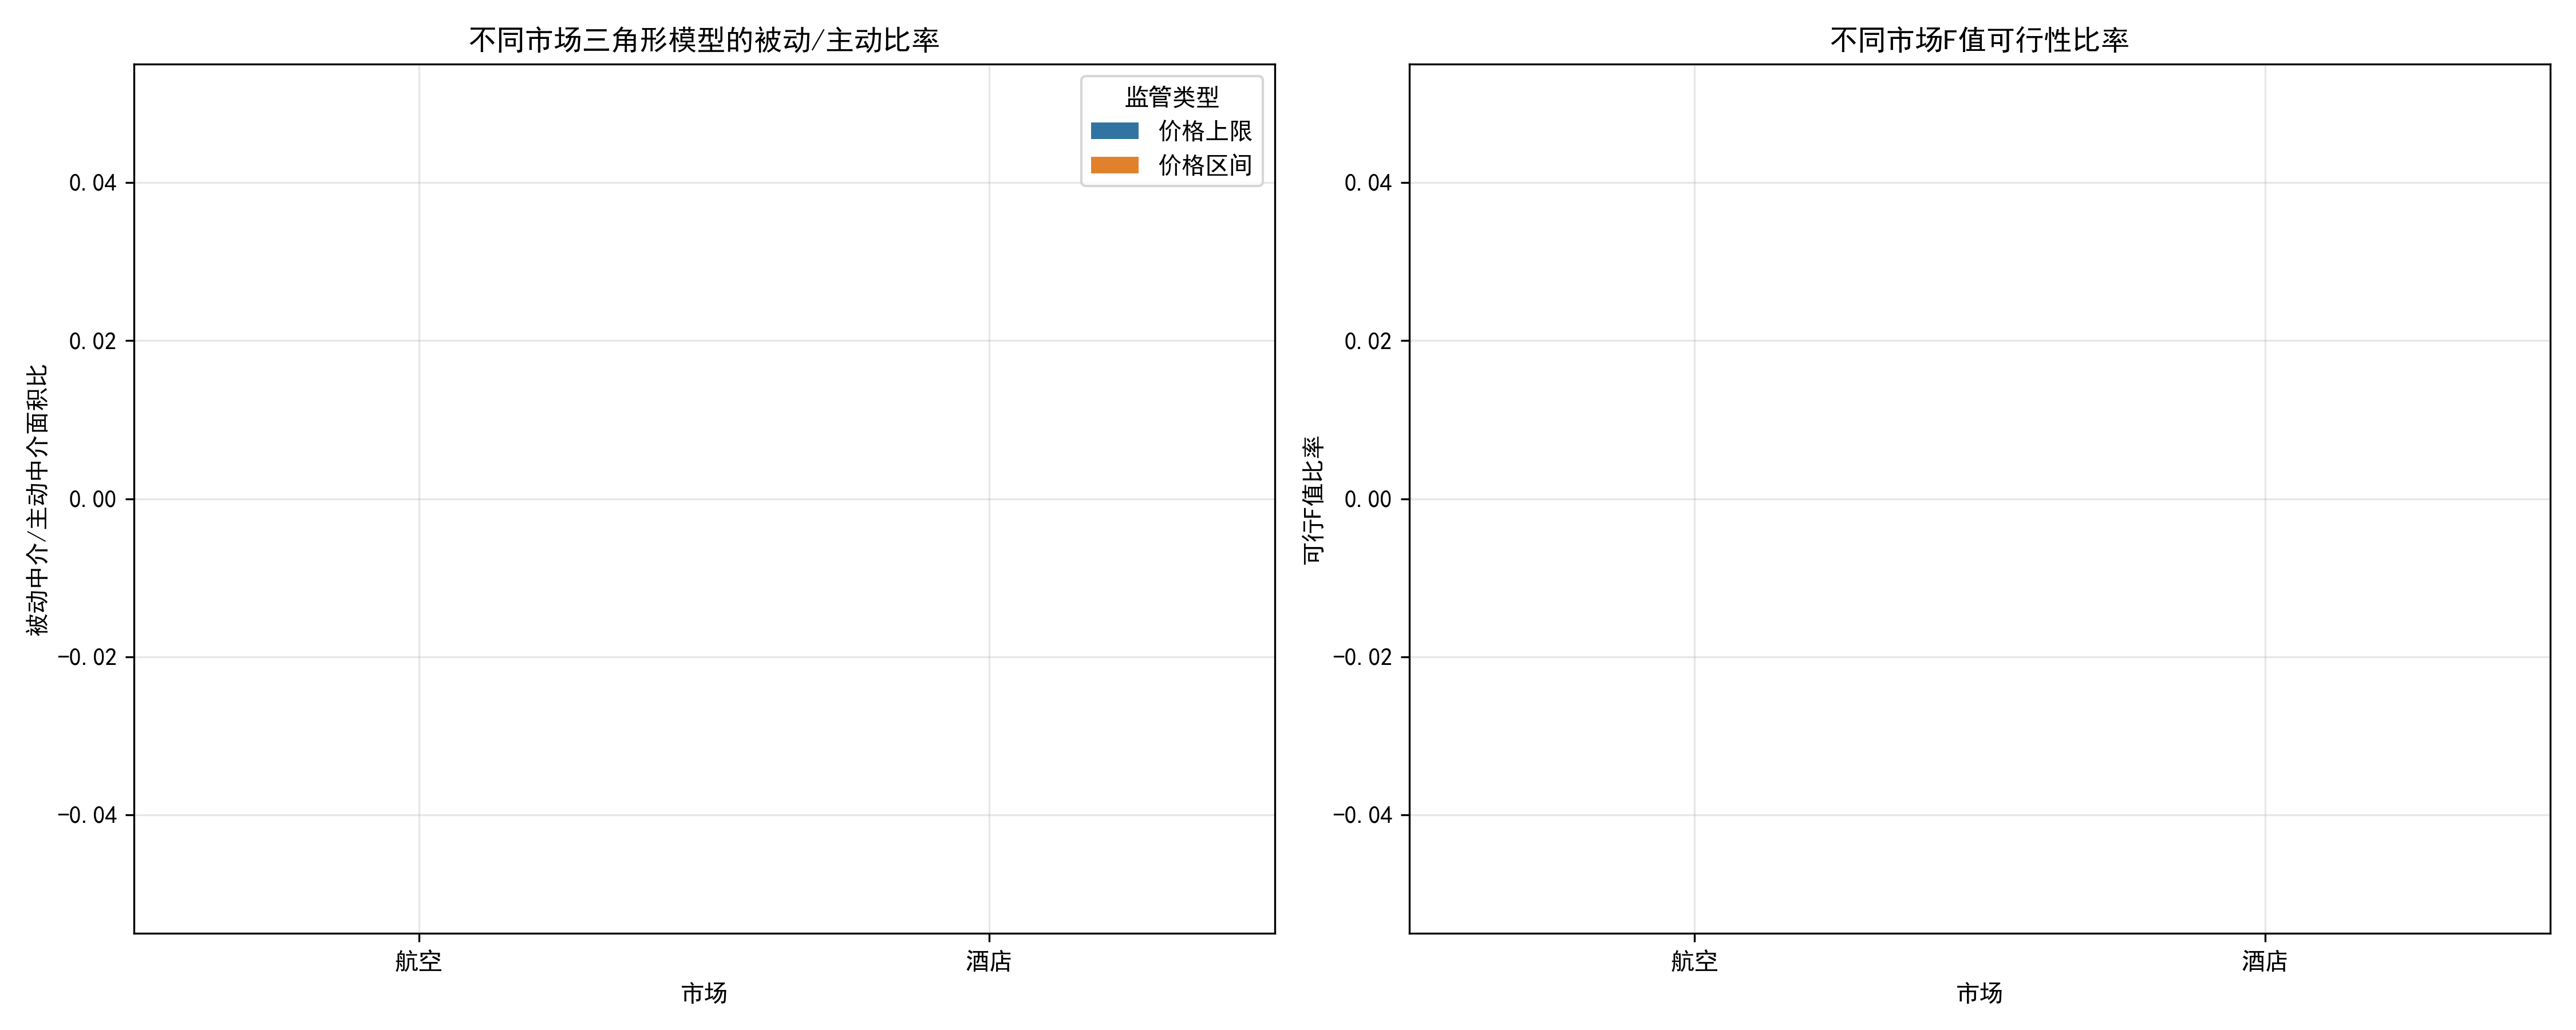 不同市场三角形模型的被动/主动比率
监管类型
价格上限
价格区间
0.04
0.02
0.00
-0.02
-0.04
被动中介/主动中介面积比
航空
酒店
市场
不同市场F值可行性比率
0.04
0.02
0.00
-0.02
-0.04
可行F值比率
航空
酒店
市场